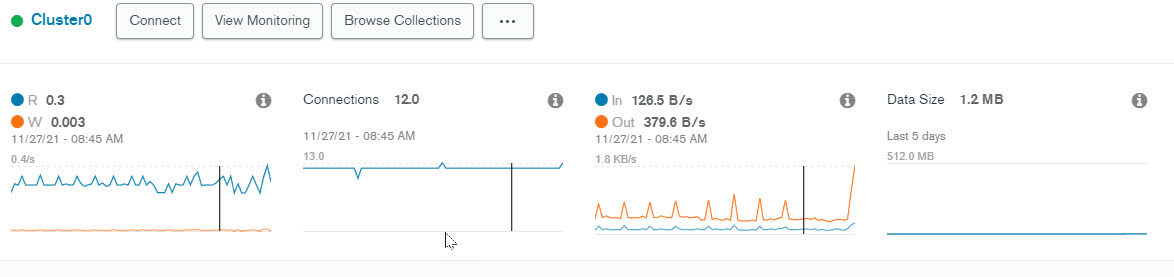 Cluster0 Connect View Monitoring Browse Collections ...
R 0.3
W 0.003
11/27/21 - 08:45 AM
0.4/s
Connections 12.0
11/27/21 - 08:45 AM
13.0
In 126.5 B/s
Out 379.6 B/s
11/27/21 - 08:45 AM
1.8 KB/s
Data Size 1.2 MB
Last 5 days
512.0 MB